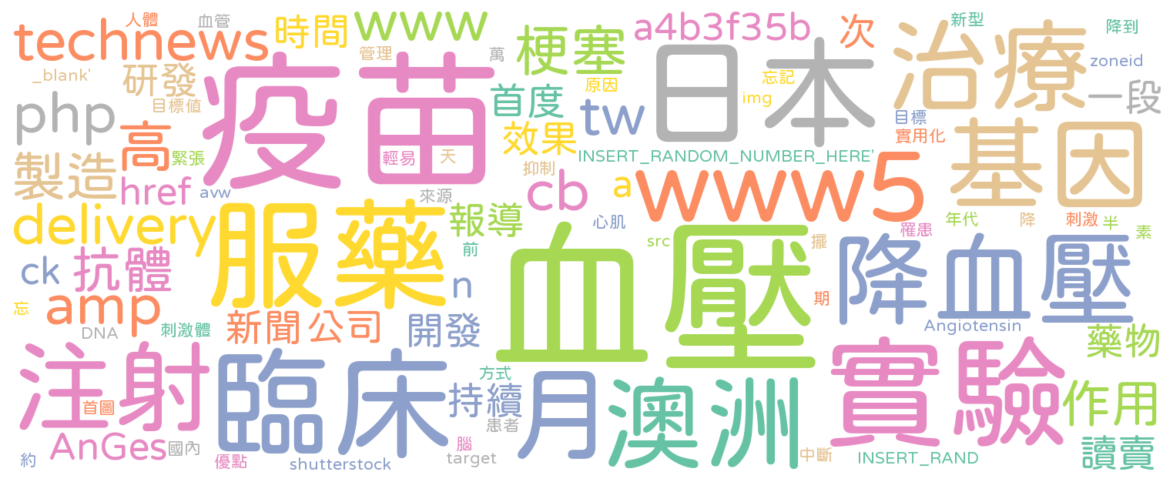 technews
人體
血管
時間
www
管理
萬
梗塞
a4b3f35b
次
治療
新型
降到
zoneid
_blank'
研發
目標值
疫苗
首度
原因
忘記
img
日本
一段
php
高
緊張
輕易
天
效果
tw
目標
實用化
基因
INSERT_RANDOM_NUMBER_HERE'
製造
href
avw
來源
抑制
cb
a
www5
年代
降
刺激
半
素
罹患
delivery
服藥
報導
前
心肌
src
血壓
擺
降血壓
ck
抗體
n
忘
amp
DNA
刺激體
新聞
公司
開發
期
Angiotensin
藥物
注射
首圖
臨床
方式
持續
患者
月
澳洲
實驗
作用
AnGes
國內
約
優點
shutterstock
腦
target
中斷
INSERT_RAND
讀賣